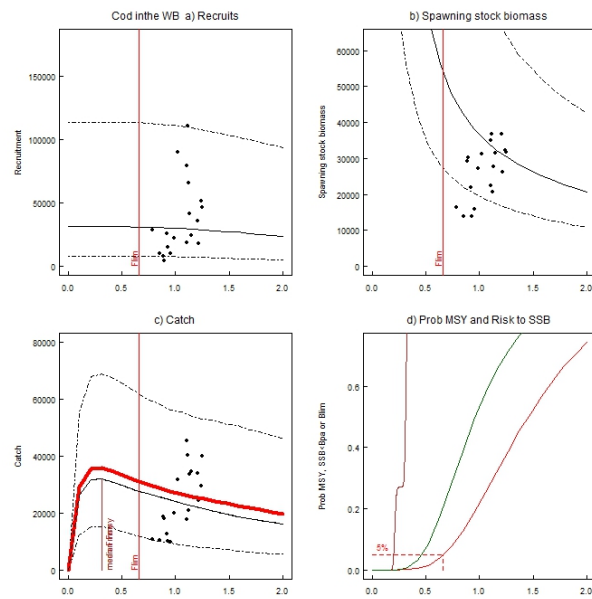 Cod inthe WB a) Recruits
Recruitment
150000
100000
50000
0
Flim
0.0 0.5 1.0 1.5 2.0
b) Spawning stock biomass
Spawning stock biomass
60000
50000
40000
30000
20000
10000
0
Flim
0.0 0.5 1.0 1.5 2.0
c) Catch
Catch
80000
60000
40000
20000
0
median
Flim
0.0 0.5 1.0 1.5 2.0
d) Prob MSY and Risk to SSB
Prob MSY, SSB<Bpa or Blim
0.6
0.4
0.2
0.0
5%
0.0 0.5 1.0 1.5 2.0